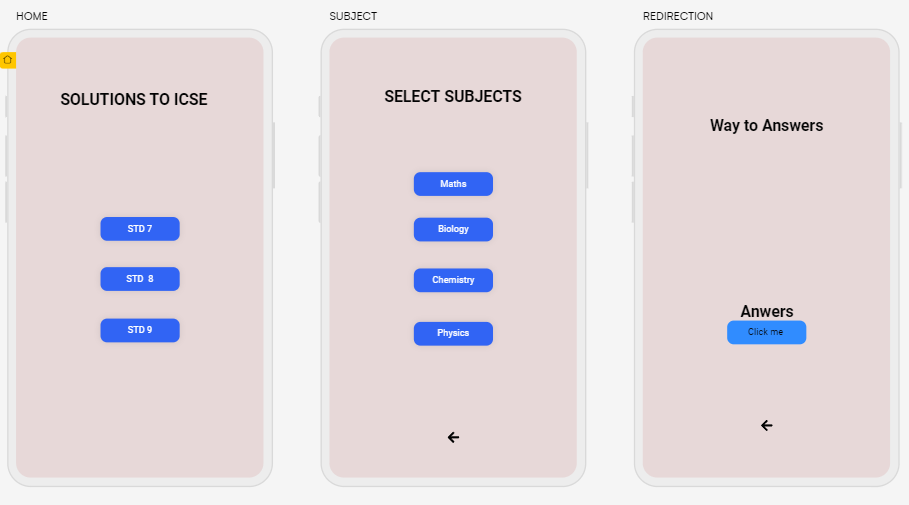 HOME
SOLUTIONS TO ICSE
STD 7
STD  8
STD 9
SUBJECT
SELECT SUBJECTS
Maths
Biology
Chemistry
Physics
REDIRECTION
Way to Answers
Anwers
Click me